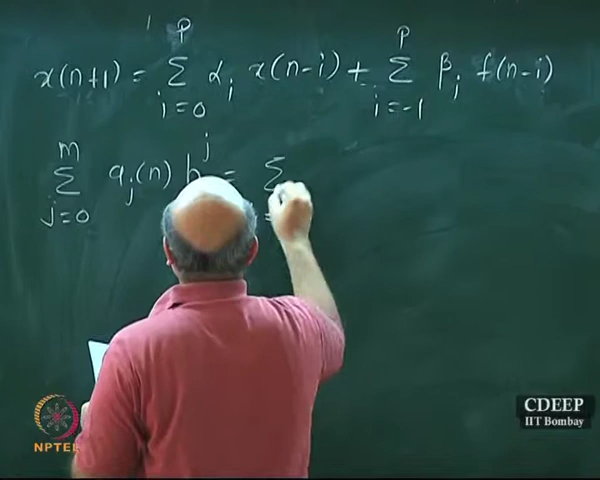 x(n+1) = Σ_{i=0}^{p} α_i x(n-i) + Σ_{i=-1}^{p} β_i f(n-i)
Σ_{j=0}^{m} a_j(n) h^j = Σ
CDEEP
IIT Bombay
NPTEL